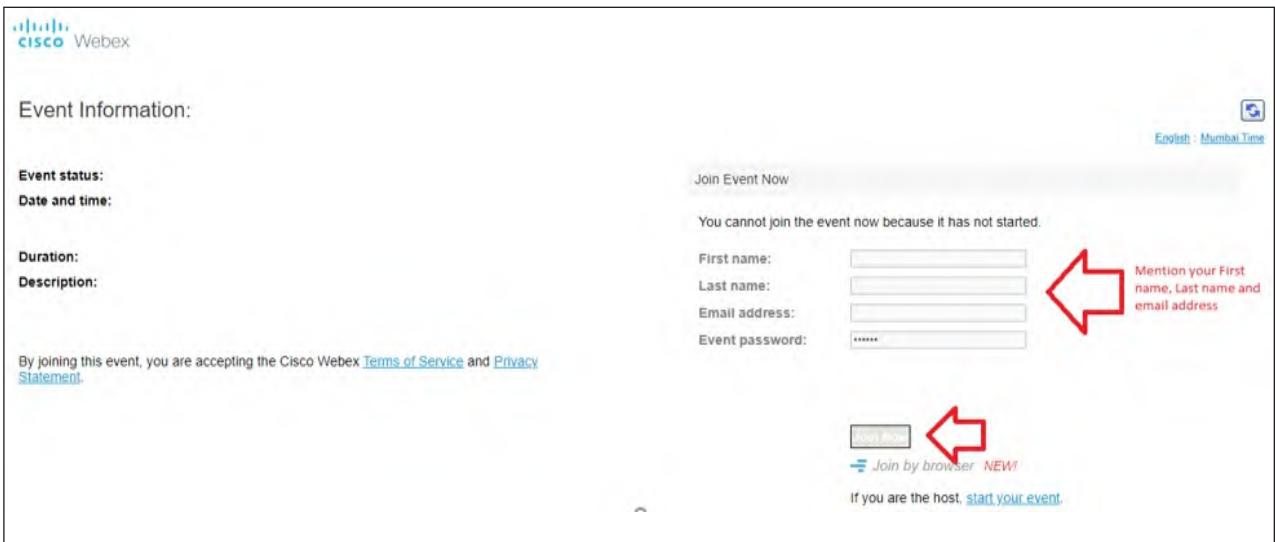 cisco Webex
Event Information:
English : Mumbai Time
Event status:
Date and time:
Duration:
Description:
By joining this event, you are accepting the Cisco Webex Terms of Service and Privacy
Statement.
Join Event Now
You cannot join the event now because it has not started.
First name:
Last name:
Email address:
Event password:
••••••
Mention your First
name, Last name and
email address
Join Now
Join by browser NEW!
If you are the host, start your event.